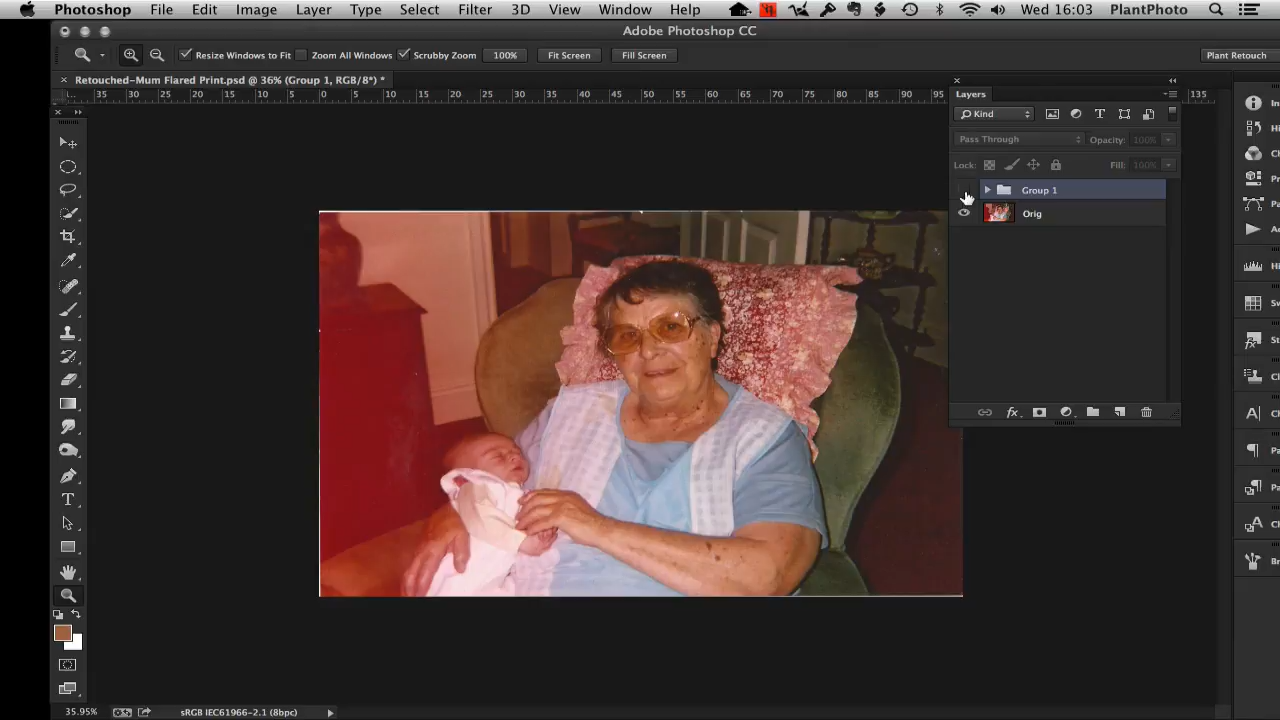 Photoshop File Edit Image Layer Type Select Filter 3D View Window Help Wed 16:03 PlantPhoto
Adobe Photoshop CC
Resize Windows to Fit Zoom All Windows Scrubby Zoom 100% Fit Screen Fill Screen Plant Retouch
Retouched-Mum Flared Print.psd @ 36% (Group 1, RGB/8*) *
35 30 25 20 15 10 5 0 5 10 15 20 25 30 35 40 45 50 55 60 65 70 75 80 85 90 95 135
Layers
Kind
Pass Through Opacity: 100%
Lock: Fill: 100%
Group 1
Orig
35.95% sRGB IEC61966-2.1 (8bpc)